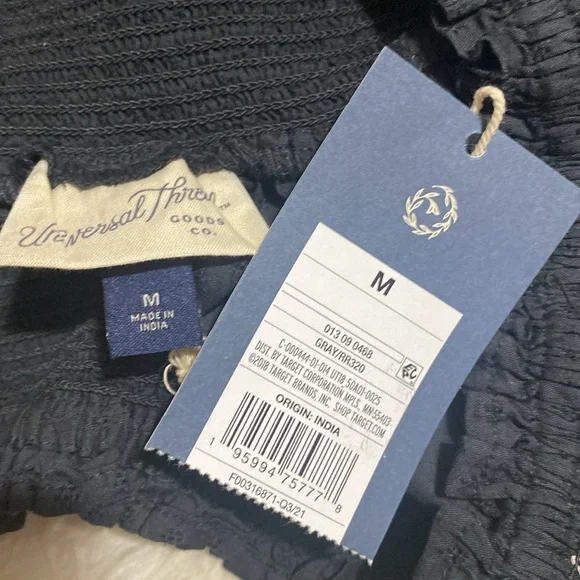 Universal Thread
GOODS
CO.
M
MADE IN
INDIA
M
013 09 0468
GRAY/RR320
C-000444-01-014 UT18 50A01-0025
DIST. BY TARGET CORPORATION MPLS, MN 55403
©2018 TARGET BRANDS, INC. SHOP TARGET.COM
ORIGIN: INDIA
1 95994 75777 8
F00316871-Q3/21